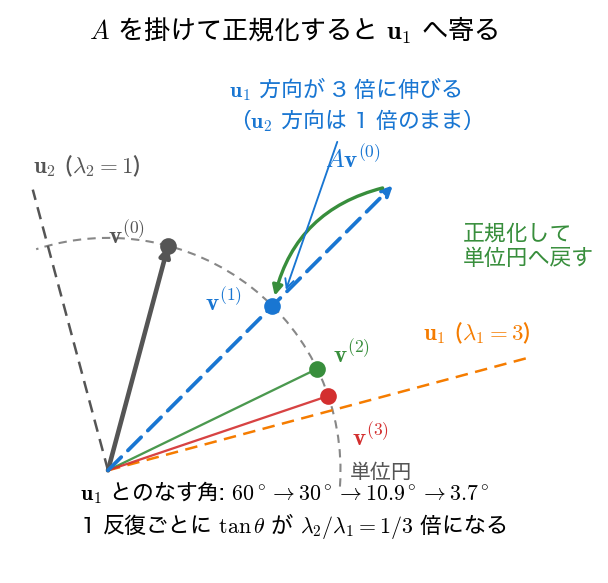 A を掛けて正規化すると u₁ へ寄る
u₁ 方向が 3 倍に伸びる
（u₂ 方向は 1 倍のまま）
Av⁽⁰⁾
u₂ (λ₂ = 1)
v⁽⁰⁾
正規化して
単位円へ戻す
v⁽¹⁾
u₁ (λ₁ = 3)
v⁽²⁾
v⁽³⁾
単位円
u₁ とのなす角: 60° → 30° → 10.9° → 3.7°
1 反復ごとに tan θ が λ₂/λ₁ = 1/3 倍になる